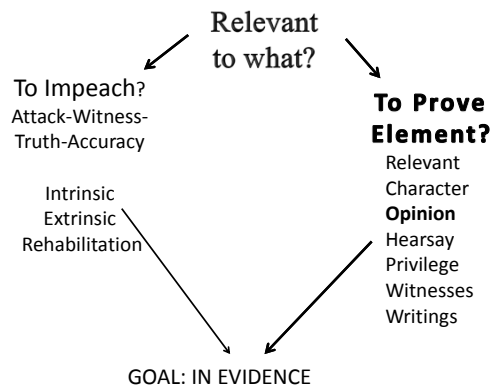 Relevant
to what?
To Impeach?
Attack-Witness-
Truth-Accuracy
Intrinsic
Extrinsic
Rehabilitation
To Prove
Element?
Relevant
Character
Opinion
Hearsay
Privilege
Witnesses
Writings
GOAL: IN EVIDENCE